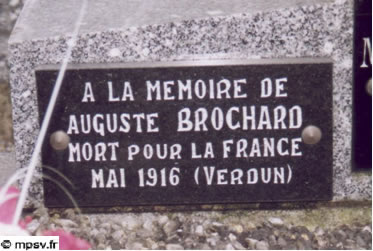 A LA MEMOIRE DE
AUGUSTE BROCHARD
MORT POUR LA FRANCE
MAI 1916 (VERDUN)
© mpsv.fr